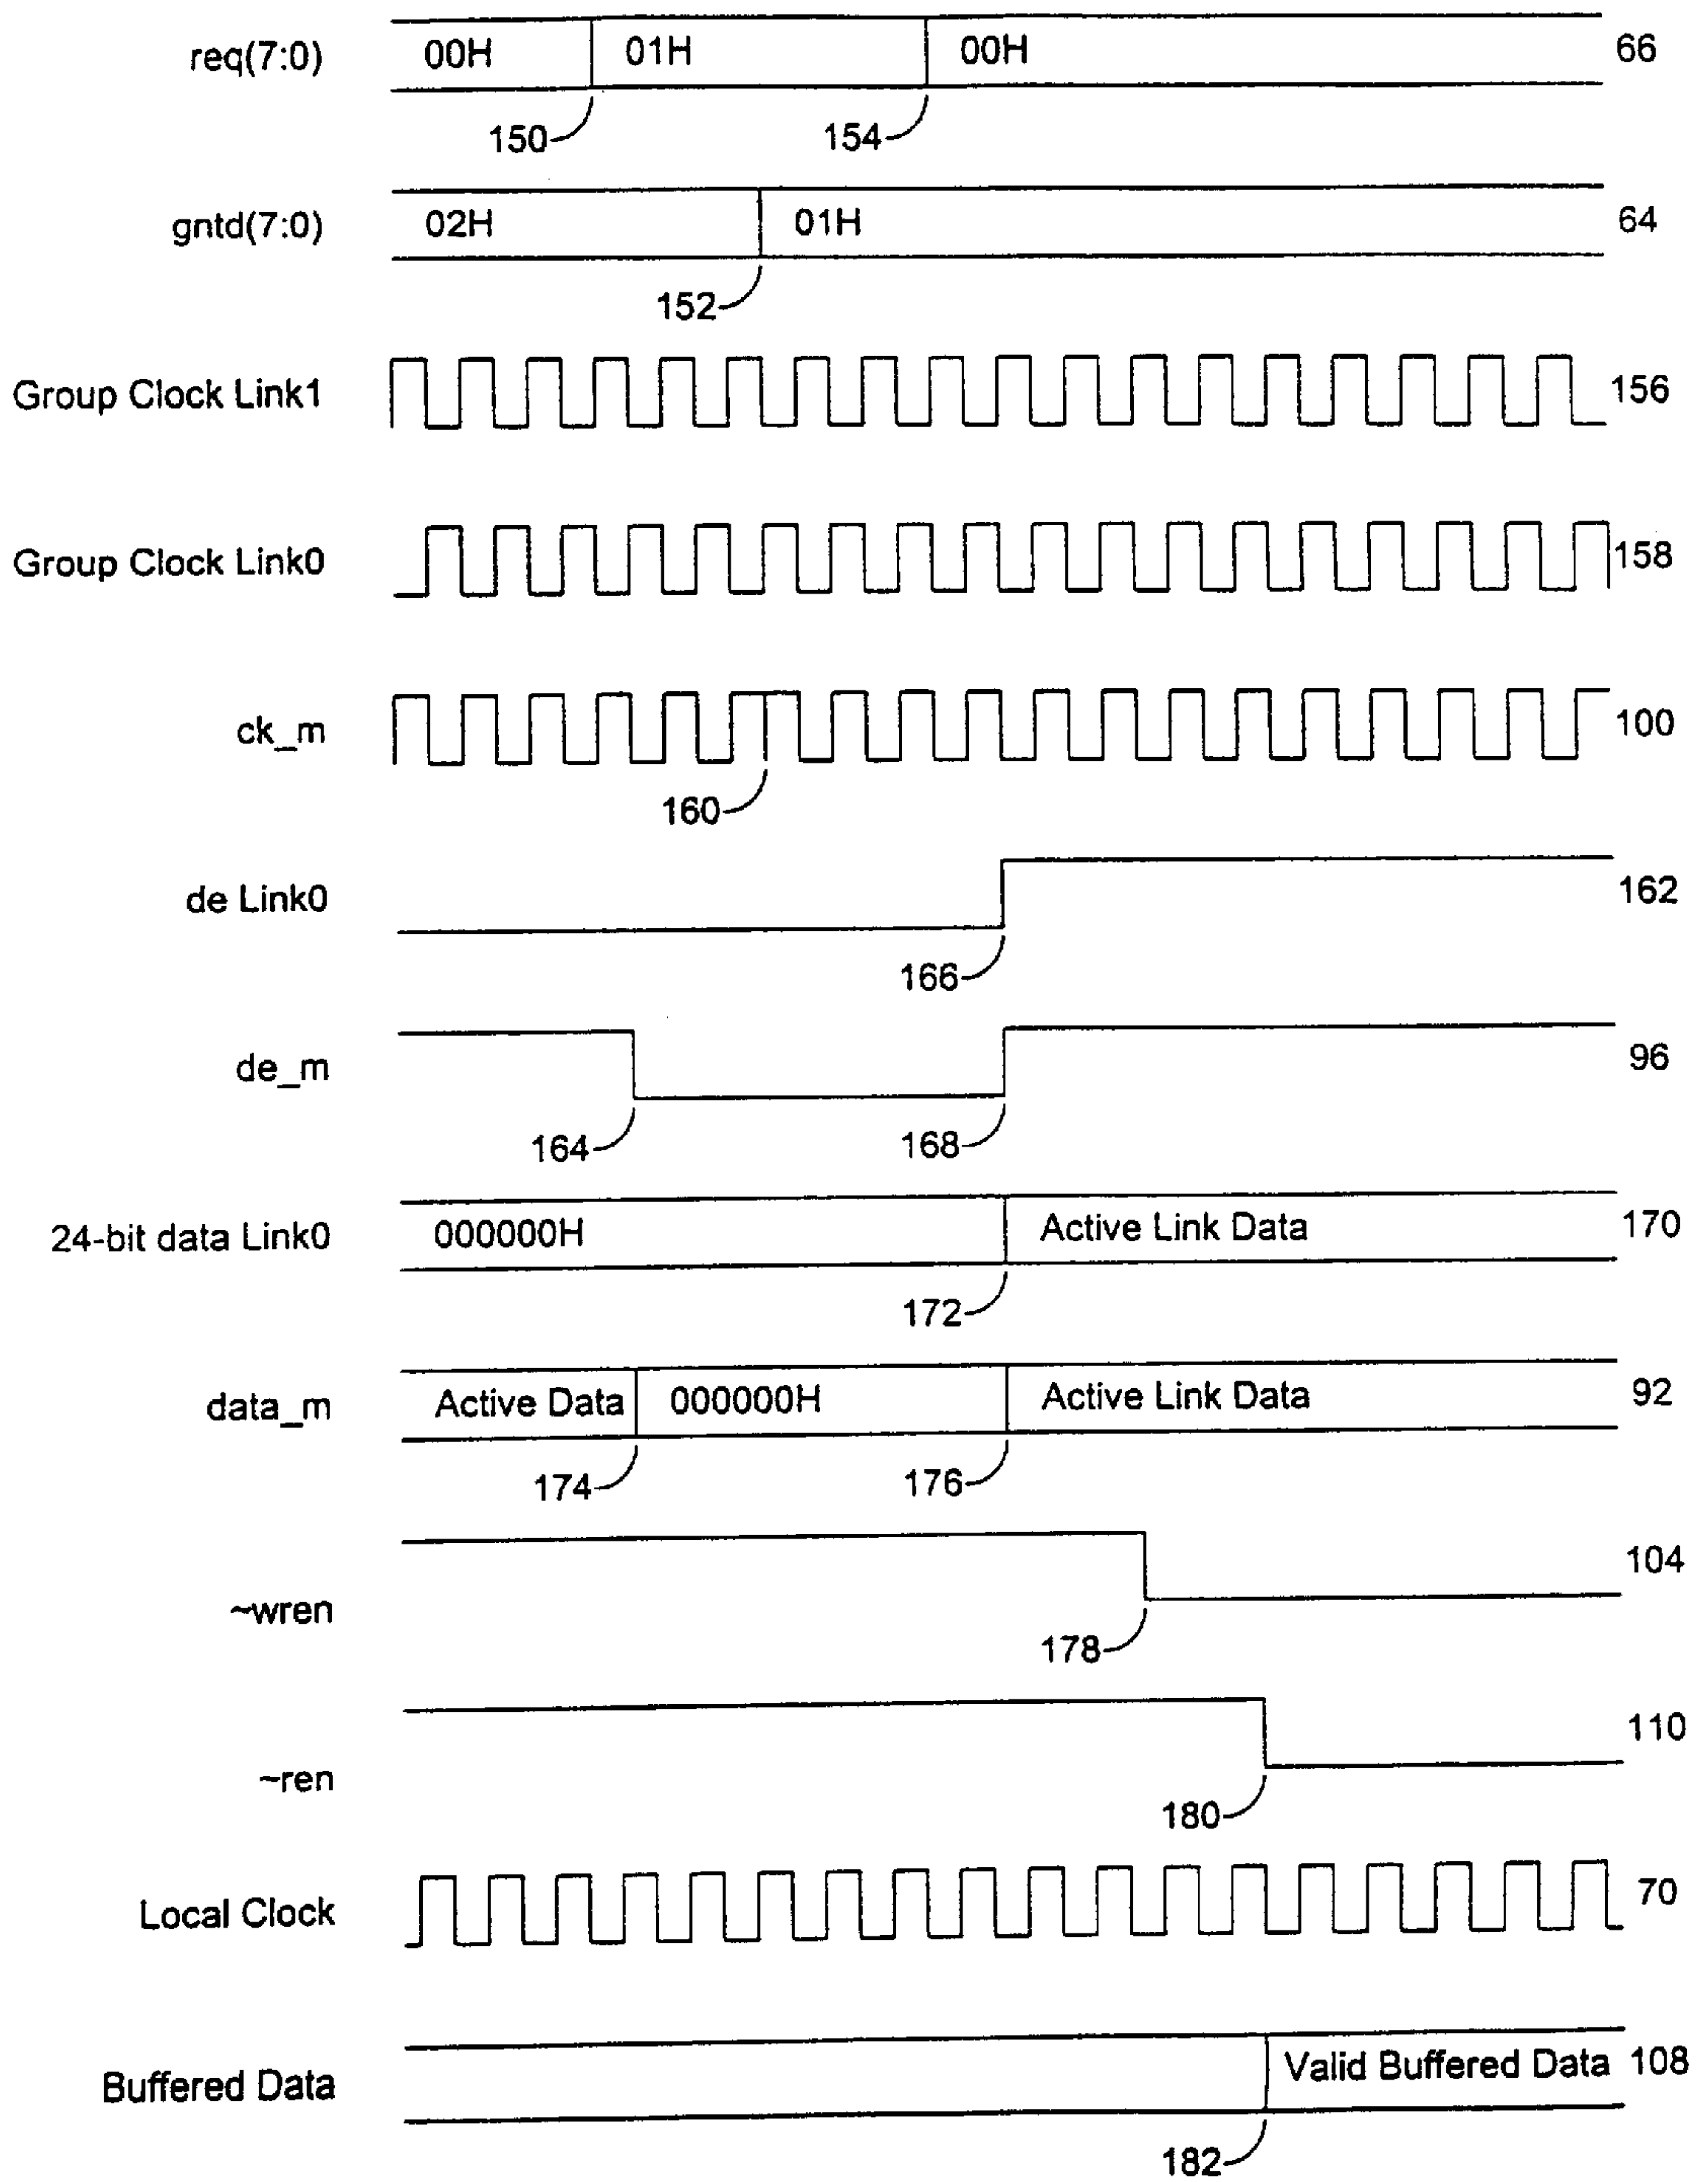 req(7:0) 00H 01H 00H 66
150 154
gntd(7:0) 02H 01H 64
152
Group Clock Link1 156
Group Clock Link0 158
ck_m 100
160
de Link0 162
166
de_m 96
164 168
24-bit data Link0 000000H Active Link Data 170
172
data_m Active Data 000000H Active Link Data 92
174 176
~wren 104
178
~ren 110
180
Local Clock 70
Buffered Data Valid Buffered Data 108
182